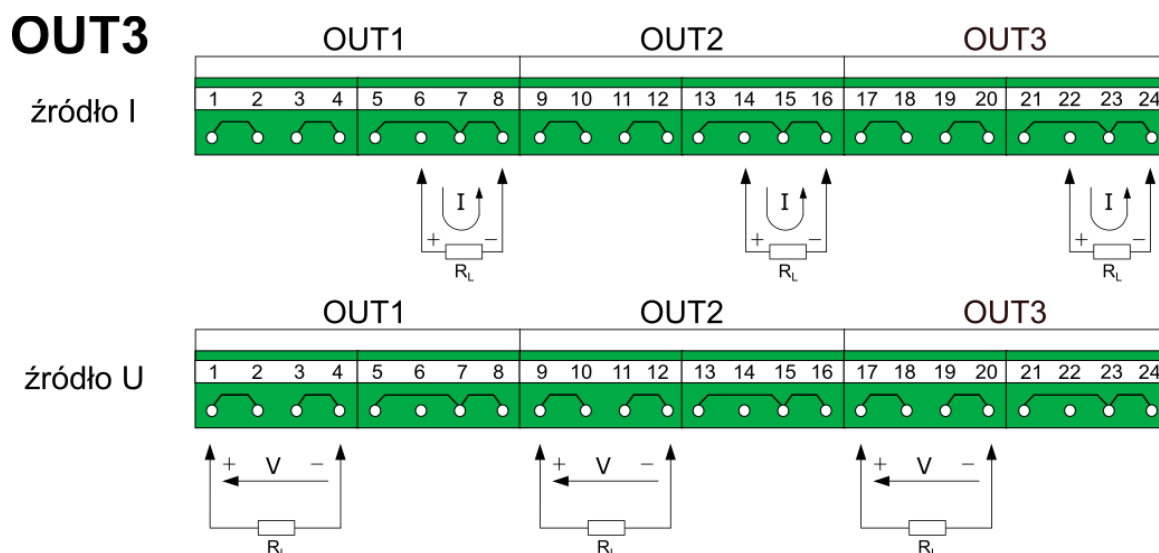 OUT3
OUT1 OUT2 OUT3
źródło I
1 2 3 4 5 6 7 8 9 10 11 12 13 14 15 16 17 18 19 20 21 22 23 24
I I I
+ − + − + −
RL RL RL
OUT1 OUT2 OUT3
źródło U
1 2 3 4 5 6 7 8 9 10 11 12 13 14 15 16 17 18 19 20 21 22 23 24
+ V − + V − + V −
RL RL RL